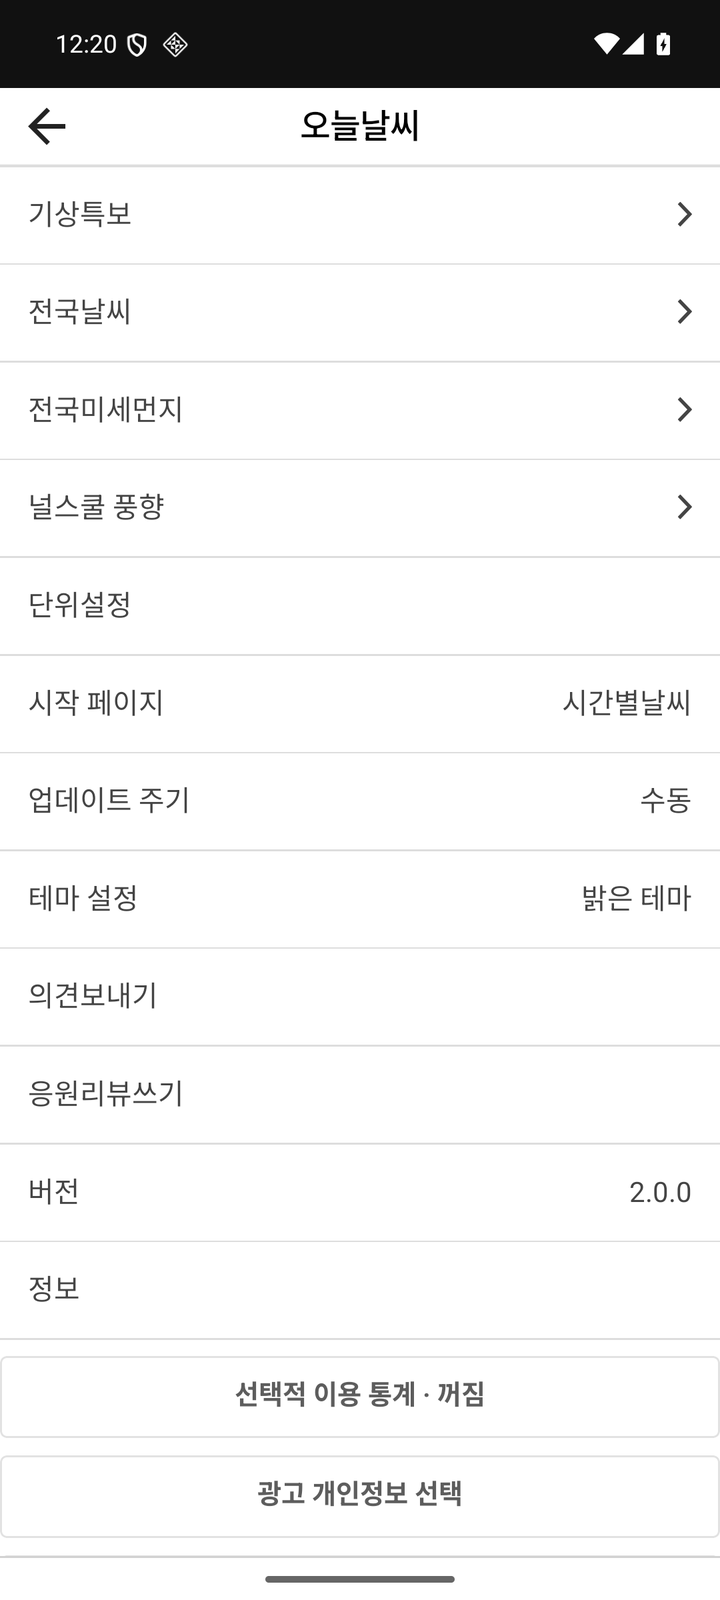 12:20
오늘날씨
기상특보
전국날씨
전국미세먼지
널스쿨 풍향
단위설정
시작 페이지 시간별날씨
업데이트 주기 수동
테마 설정 밝은 테마
의견보내기
응원리뷰쓰기
버전 2.0.0
정보
선택적 이용 통계 · 꺼짐
광고 개인정보 선택